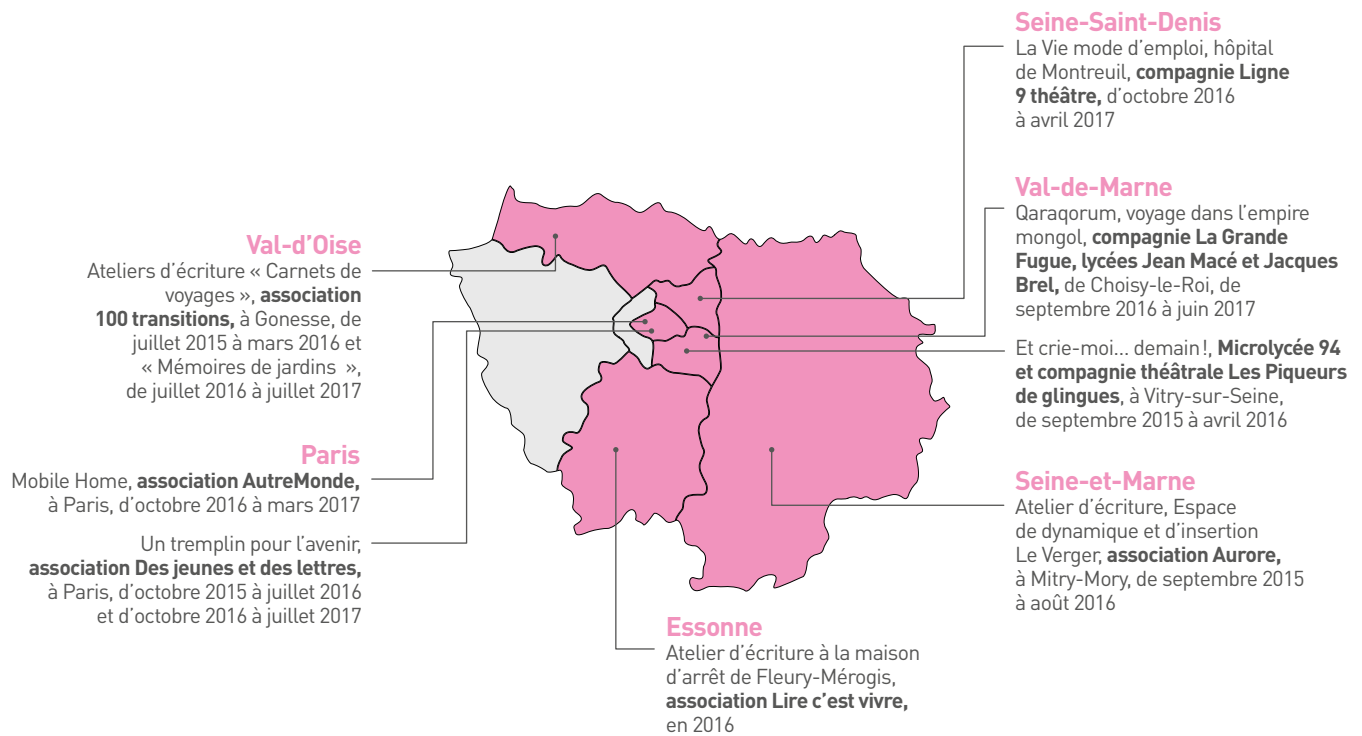 Seine-Saint-Denis
La Vie mode d'emploi, hôpital
de Montreuil, compagnie Ligne
9 théâtre, d'octobre 2016
à avril 2017
Val-de-Marne
Qaraqorum, voyage dans l'empire
mongol, compagnie La Grande
Fugue, lycées Jean Macé et Jacques
Brel, de Choisy-le-Roi, de
septembre 2016 à juin 2017
Et crie-moi... demain !, Microlycée 94
et compagnie théâtrale Les Piqueurs
de glingues, à Vitry-sur-Seine,
de septembre 2015 à avril 2016
Seine-et-Marne
Atelier d'écriture, Espace
de dynamique et d'insertion
Le Verger, association Aurore,
à Mitry-Mory, de septembre 2015
à août 2016
Val-d'Oise
Ateliers d'écriture « Carnets de
voyages », association
100 transitions, à Gonesse, de
juillet 2015 à mars 2016 et
« Mémoires de jardins »,
de juillet 2016 à juillet 2017
Paris
Mobile Home, association AutreMonde,
à Paris, d'octobre 2016 à mars 2017
Un tremplin pour l'avenir,
association Des jeunes et des lettres,
à Paris, d'octobre 2015 à juillet 2016
et d'octobre 2016 à juillet 2017
Essonne
Atelier d'écriture à la maison
d'arrêt de Fleury-Mérogis,
association Lire c'est vivre,
en 2016